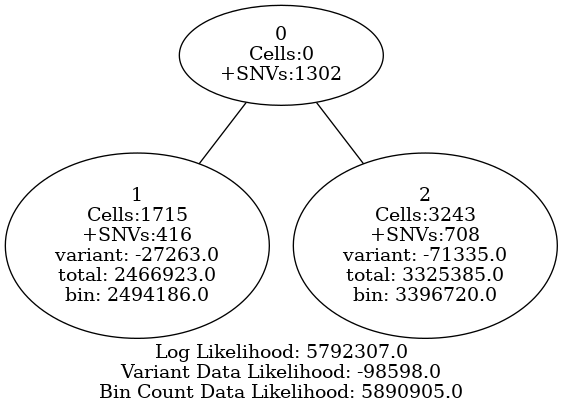 0
Cells:0
+SNVs:1302
1
Cells:1715
+SNVs:416
variant: -27263.0
total: 2466923.0
bin: 2494186.0
2
Cells:3243
+SNVs:708
variant: -71335.0
total: 3325385.0
bin: 3396720.0
Log Likelihood: 5792307.0
Variant Data Likelihood: -98598.0
Bin Count Data Likelihood: 5890905.0